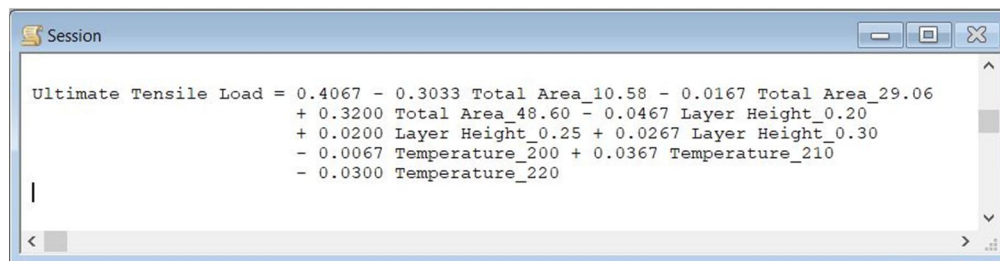 Session
Ultimate Tensile Load = 0.4067 - 0.3033 Total Area_10.58 - 0.0167 Total Area_29.06
+ 0.3200 Total Area_48.60 - 0.0467 Layer Height_0.20
+ 0.0200 Layer Height_0.25 + 0.0267 Layer Height_0.30
- 0.0067 Temperature_200 + 0.0367 Temperature_210
- 0.0300 Temperature_220